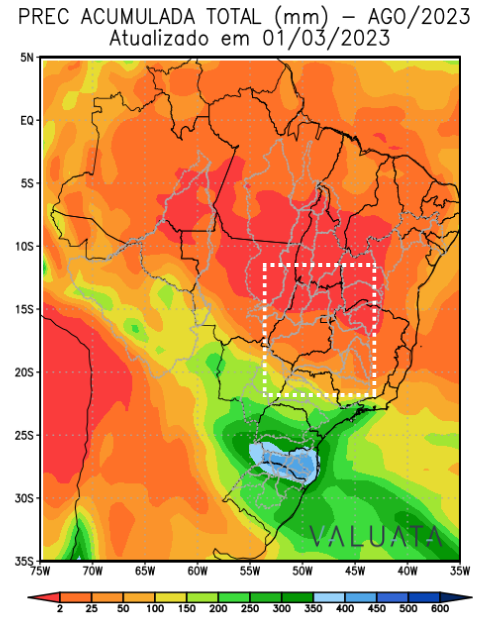 PREC ACUMULADA TOTAL (mm) – AGO/2023
Atualizado em 01/03/2023
5N
EQ
5S
10S
15S
20S
25S
30S
35S
VALUATA
75W 70W 65W 60W 55W 50W 45W 40W 35W
2 25 50 100 150 200 250 300 350 400 450 500 600